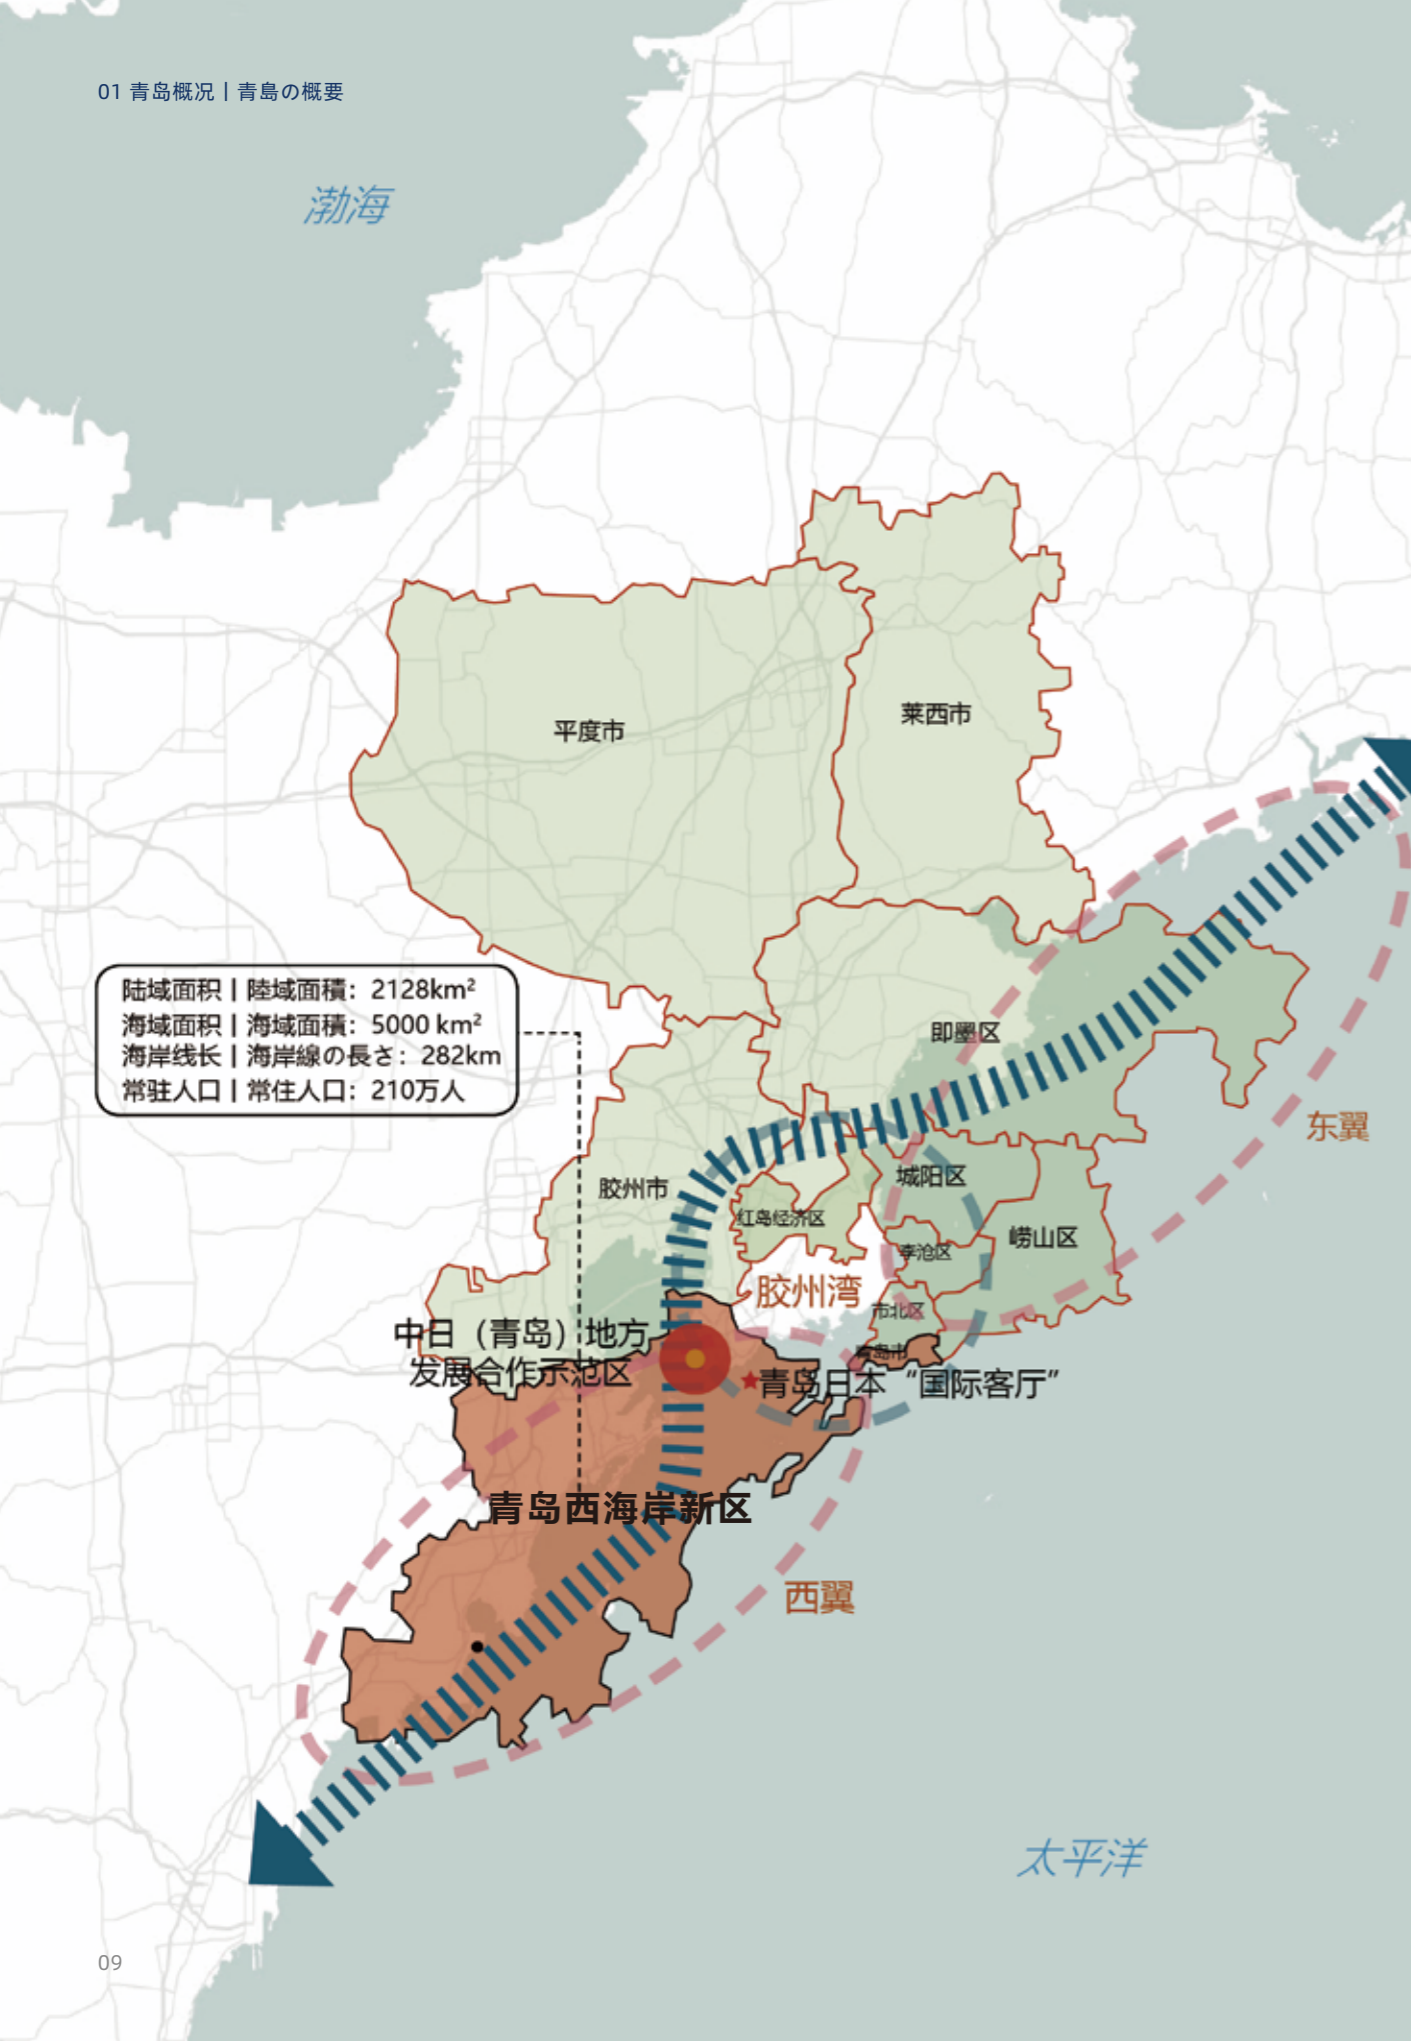 01 青岛概况丨青島の概要
渤海
莱西市
平度市
陆域面积丨陸域面積：2128km²
海域面积丨海域面積：5000 km²
海岸线长丨海岸線の長さ：282km
常驻人口丨常住人口：210万人
即墨区
东翼
城阳区
胶州市
红岛经济区
崂山区
李沧区
胶州湾
市北区
中日（青岛）地方
发展合作示范区
青岛市
青岛日本“国际客厅”
青岛西海岸新区
西翼
太平洋
09